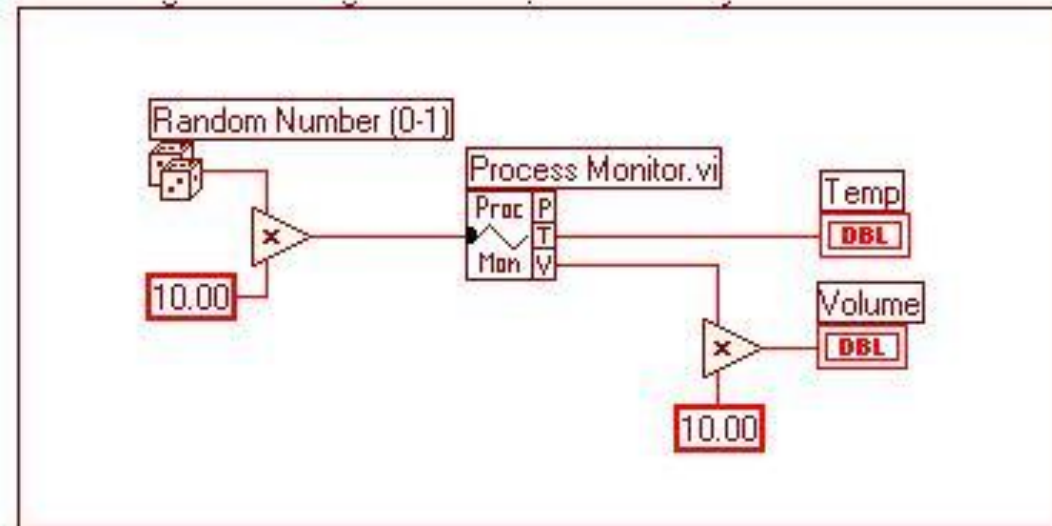 Random Number (0-1)
Process Monitor.vi
Proc P
T
Mon V
Temp
DBL
×
10.00
Volume
DBL
×
10.00